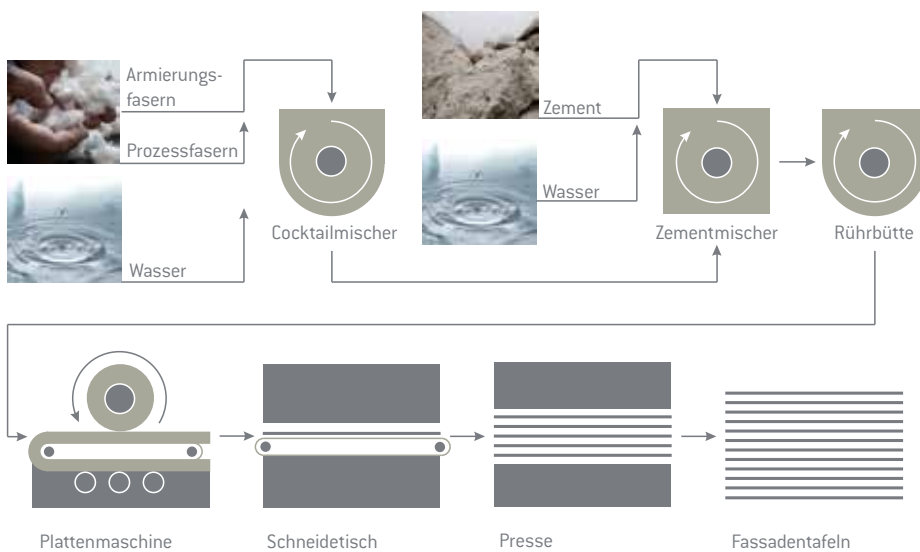 Armierungs-
fasern
Prozessfasern
Wasser
Cocktailmischer
Zement
Wasser
Zementmischer
Rührbütte
Plattenmaschine
Schneidetisch
Presse
Fassadentafeln